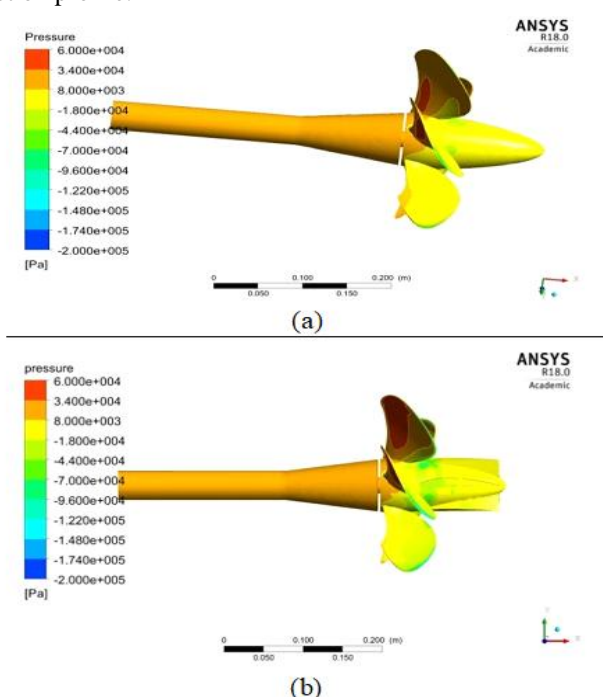 Pressure
ANSYS
R18.0
Academic
6.000e+004
3.400e+004
8.000e+003
-1.800e+004
-4.400e+004
-7.000e+004
-9.600e+004
-1.220e+005
-1.480e+005
-1.740e+005
-2.000e+005
[Pa]
0 0.100 0.200 (m)
0.050 0.150
X
(a)
pressure
ANSYS
R18.0
Academic
6.000e+004
3.400e+004
8.000e+003
-1.800e+004
-4.400e+004
-7.000e+004
-9.600e+004
-1.220e+005
-1.480e+005
-1.740e+005
-2.000e+005
[Pa]
0 0.100 0.200 (m)
0.050 0.150
X
(b)